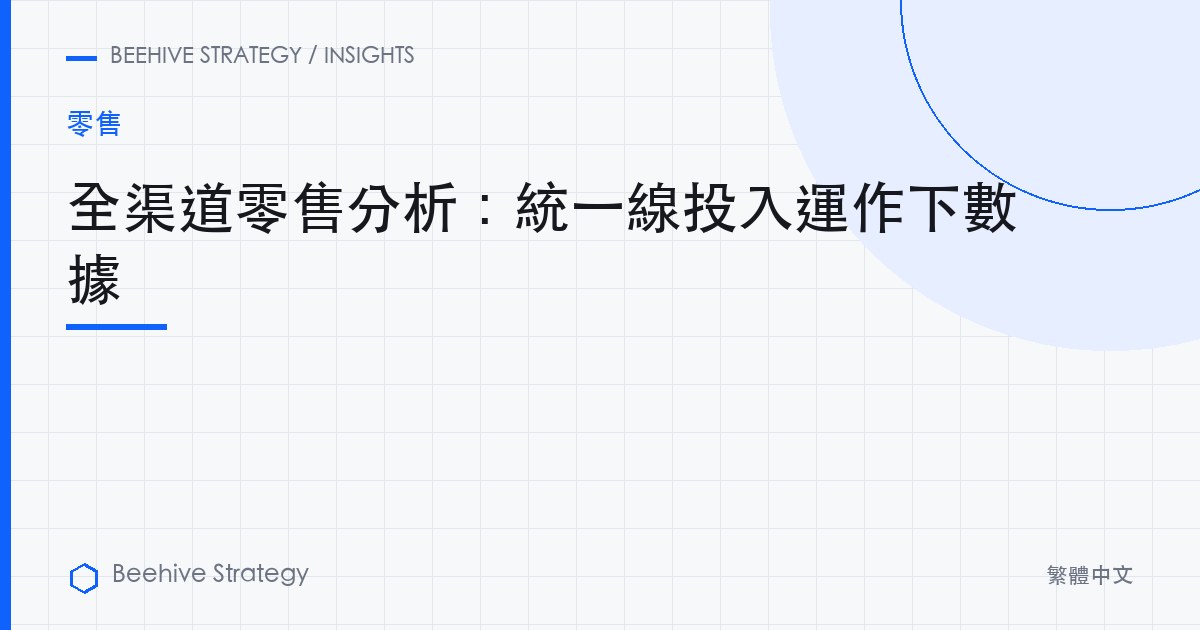 BEEHIVE STRATEGY / INSIGHTS
零售
全渠道零售分析：統一線投入運作下數
據
Beehive Strategy
繁體中文